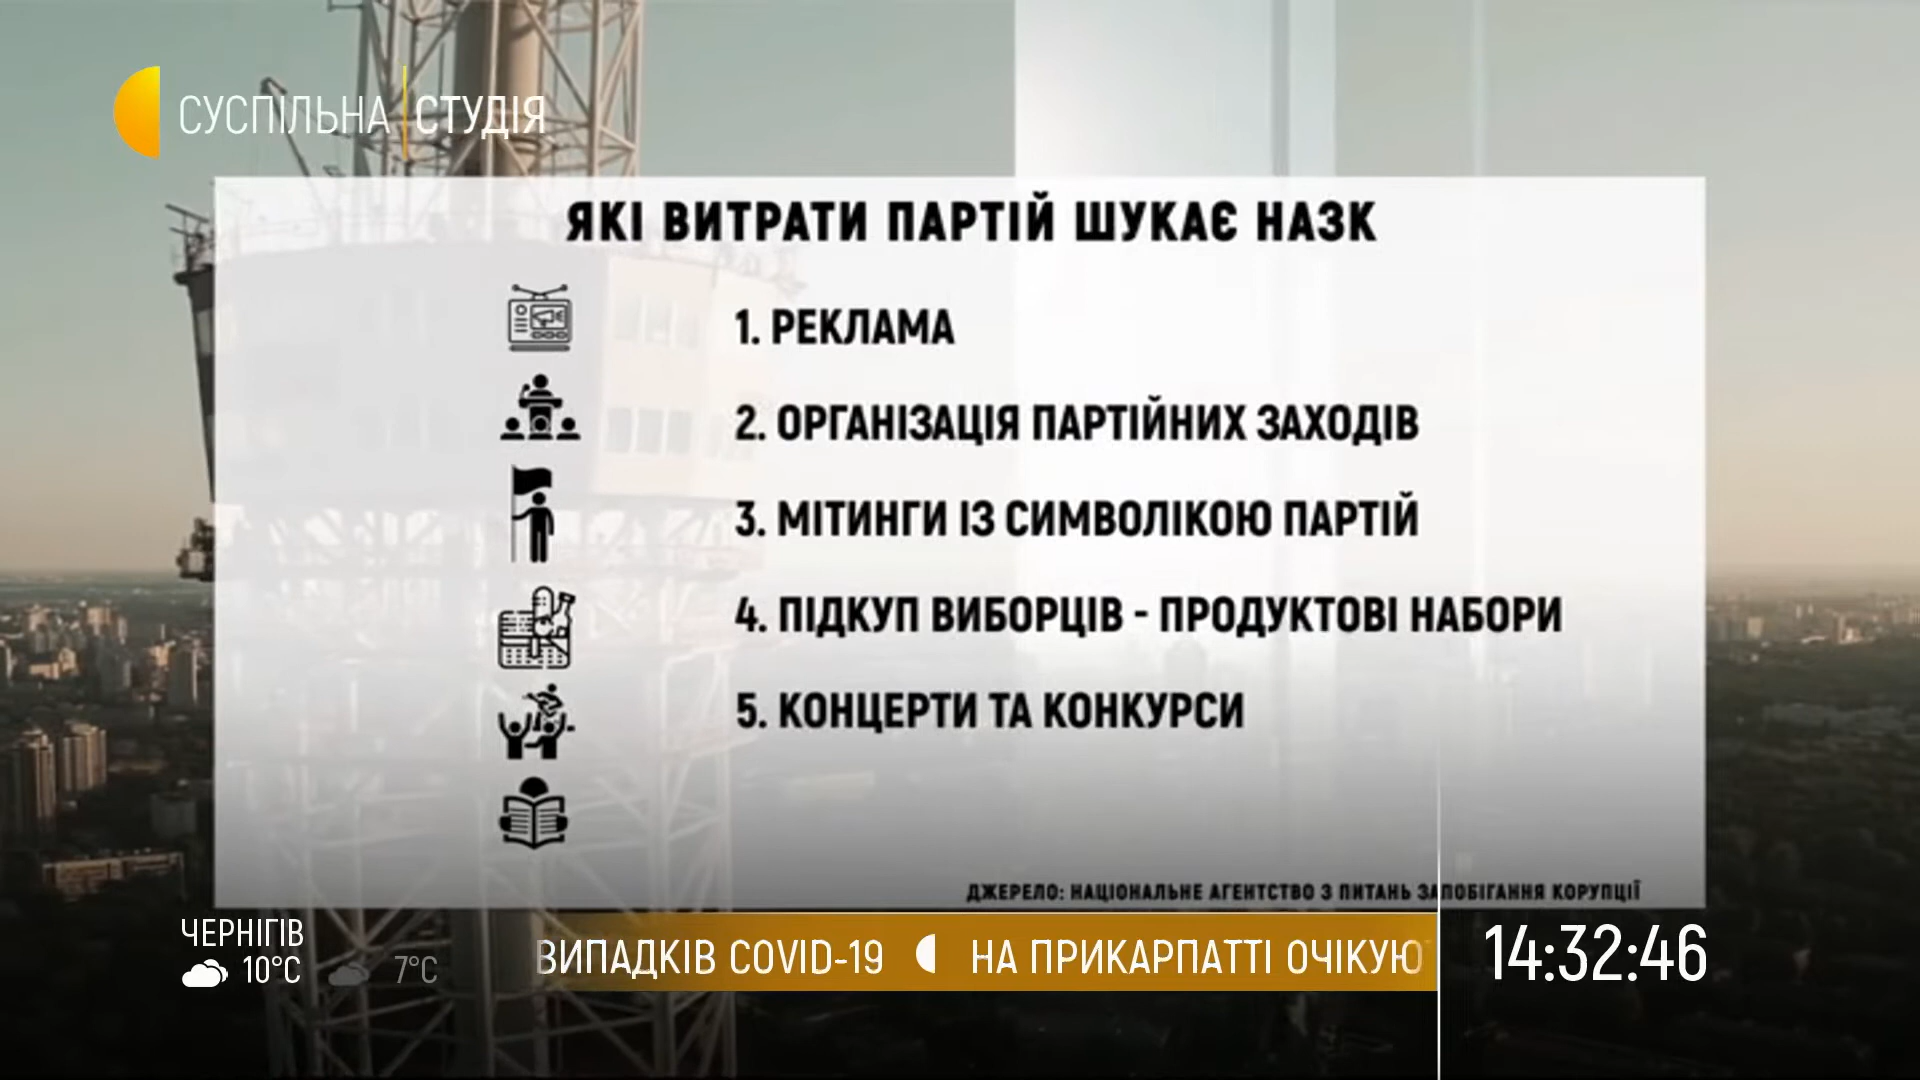 СУСПІЛЬНА СТУДІЯ
ЯКІ ВИТРАТИ ПАРТІЙ ШУКАЄ НАЗК
1. РЕКЛАМА
2. ОРГАНІЗАЦІЯ ПАРТІЙНИХ ЗАХОДІВ
3. МІТИНГИ ІЗ СИМВОЛІКОЮ ПАРТІЙ
4. ПІДКУП ВИБОРЦІВ - ПРОДУКТОВІ НАБОРИ
5. КОНЦЕРТИ ТА КОНКУРСИ
ДЖЕРЕЛО: НАЦІОНАЛЬНЕ АГЕНТСТВО З ПИТАНЬ ЗАПОБІГАННЯ КОРУПЦІЇ
ЧЕРНІГІВ
10°C 7°C
ВИПАДКІВ COVID-19 НА ПРИКАРПАТТІ ОЧІКУЮ
14:32:46